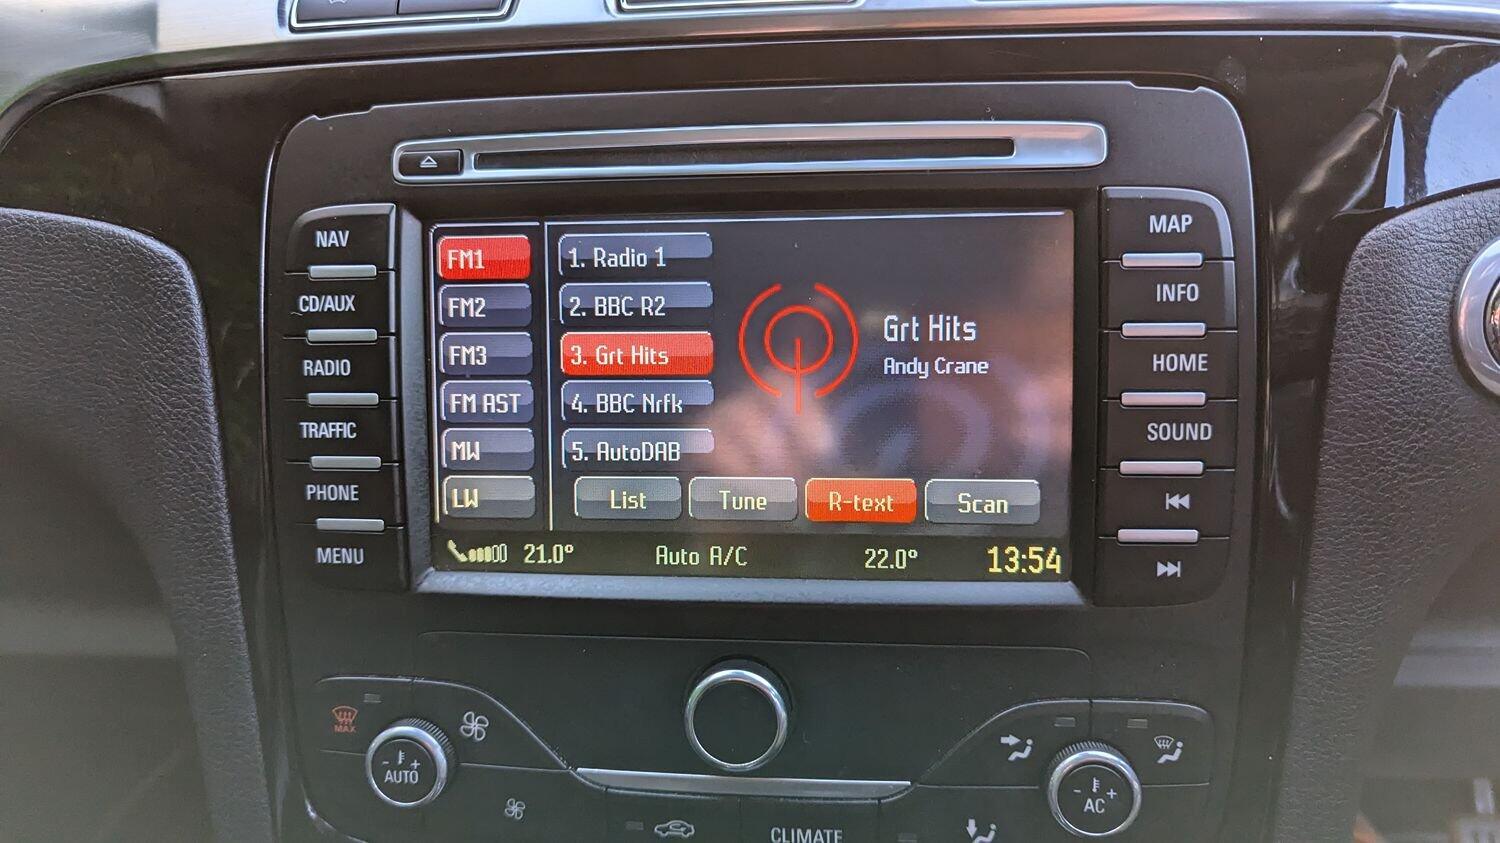 NAV
CD/AUX
RADIO
TRAFFIC
PHONE
MENU
FM1
FM2
FM3
FM AST
MW
LW
1. Radio 1
2. BBC R2
3. Grt Hits
4. BBC Nrfk
5. AutoDAB
Grt Hits
Andy Crane
List Tune R-text Scan
21.0° Auto A/C 22.0° 13:54
MAP
INFO
HOME
SOUND
MAX
- +
AUTO
- +
AC
CLIMATE